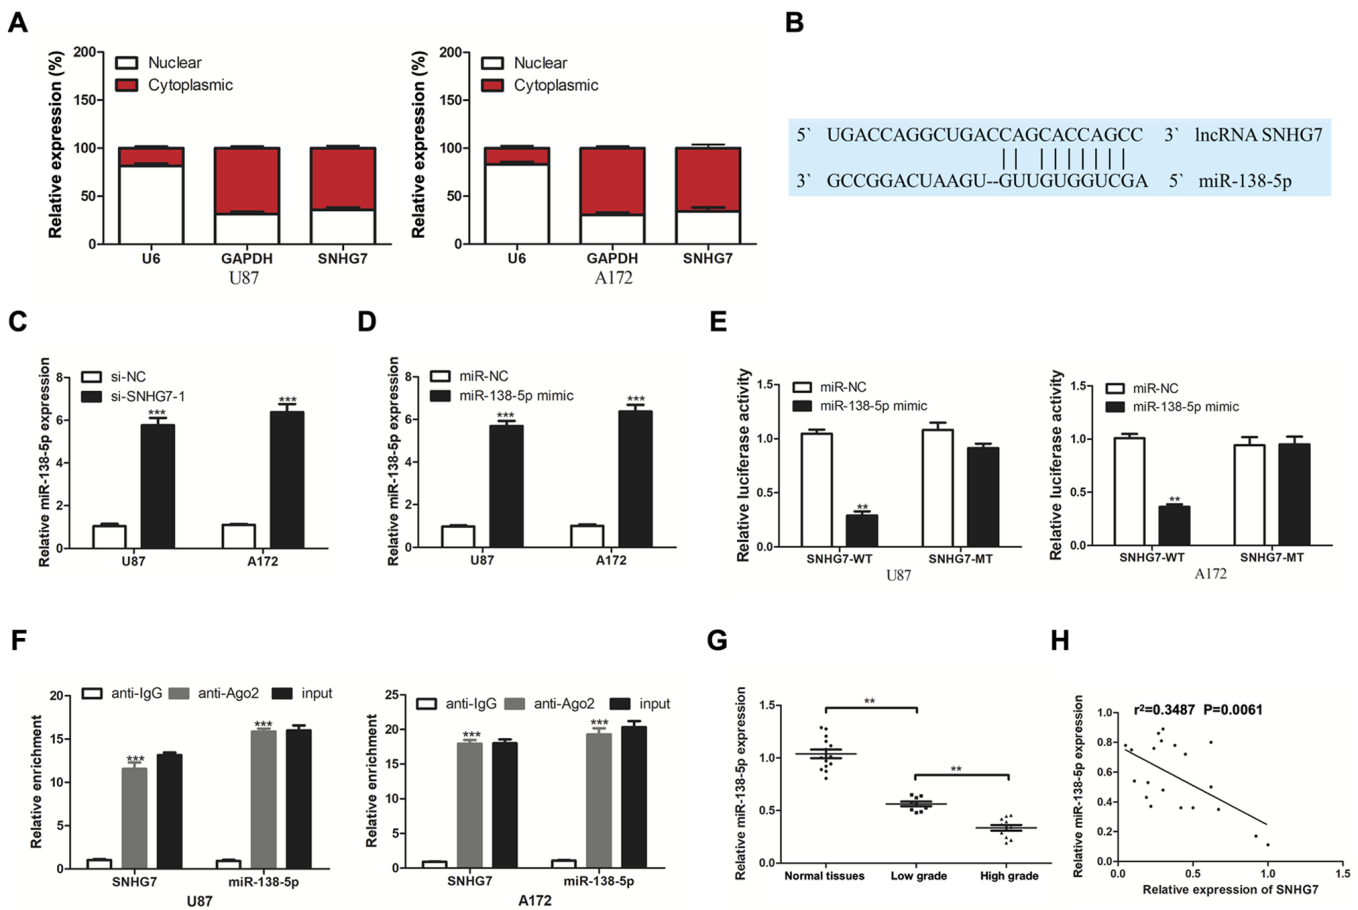 A
Relative expression (%)
200
150
100
50
0
Nuclear
Cytoplasmic
U6 GAPDH SNHG7
U87
Relative expression (%)
200
150
100
50
0
Nuclear
Cytoplasmic
U6 GAPDH SNHG7
A172
B
5` UGACCAGGCUGACCAGCACCAGCC 3` lncRNA SNHG7
3` GCCGGACUAAGU--GUUGUGGUCGA 5` miR-138-5p
C
Relative miR-138-5p expression
8
6
4
2
0
si-NC
si-SNHG7-1
*** ***
U87 A172
D
Relative miR-138-5p expression
8
6
4
2
0
miR-NC
miR-138-5p mimic
*** ***
U87 A172
E
Relative luciferase activity
1.5
1.0
0.5
0.0
miR-NC
miR-138-5p mimic
**
SNHG7-WT SNHG7-MT
U87
Relative luciferase activity
1.5
1.0
0.5
0.0
miR-NC
miR-138-5p mimic
**
SNHG7-WT SNHG7-MT
A172
F
Relative enrichment
20
15
10
5
0
anti-IgG anti-Ago2 input
*** ***
SNHG7 miR-138-5p
U87
Relative enrichment
25
20
15
10
5
0
anti-IgG anti-Ago2 input
*** ***
SNHG7 miR-138-5p
A172
G
Relative miR-138-5p expression
1.5
1.0
0.5
0.0
**
**
Normal tissues Low grade High grade
H
Relative miR-138-5p expression
1.0
0.8
0.6
0.4
0.2
0.0
r²=0.3487 P=0.0061
0.0 0.5 1.0 1.5
Relative expression of SNHG7